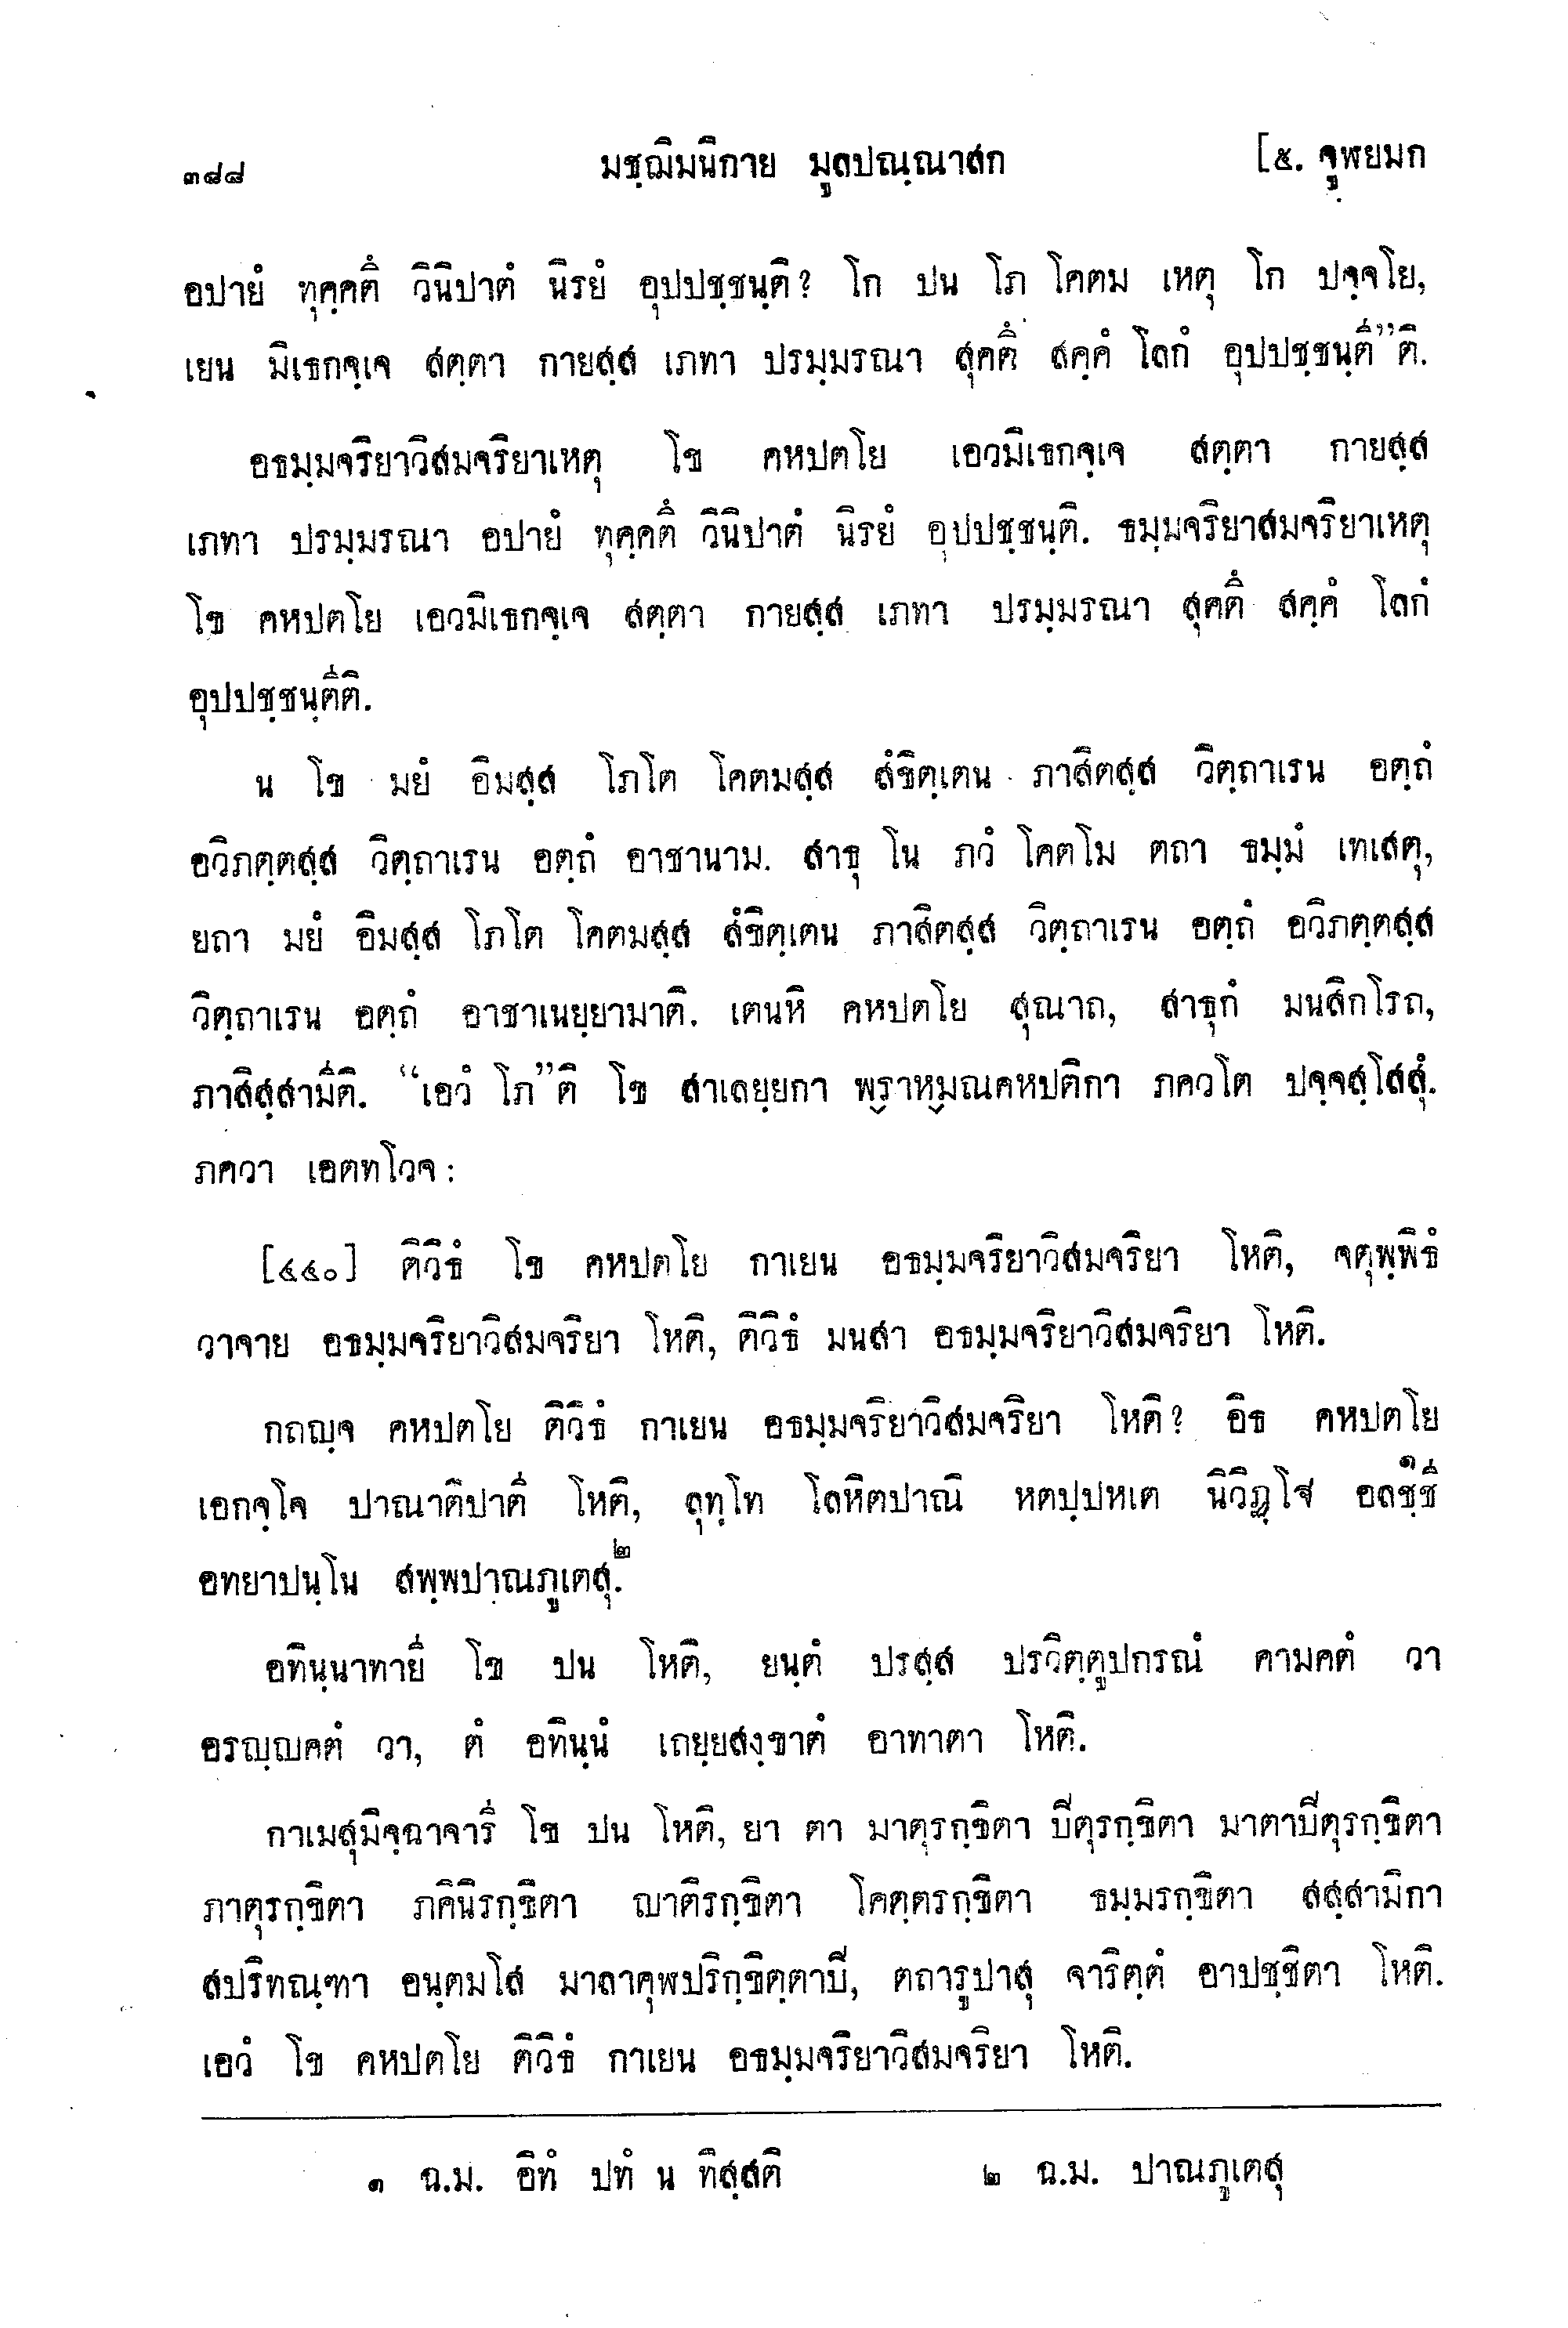 ๓๘๘ มชฺฌิมนิกาย มูลปณฺณาสก [๕. จูฬยมก
อปายํ ทุคฺคตึ วินิปาตํ นิรยํ อุปปชฺชนฺติ? โก ปน โภ โคตม เหตุ โก ปจฺจโย,
เยน มิเธกจฺเจ สตฺตา กายสฺส เภทา ปรมฺมรณา สุคตึ สคฺคํ โลกํ อุปปชฺชนฺตี”ติ.
อธมฺมจริยาวิสมจริยาเหตุ โข คหปตโย เอวมิเธกจฺเจ สตฺตา กายสฺส
เภทา ปรมฺมรณา อปายํ ทุคฺคตึ วินิปาตํ นิรยํ อุปปชฺชนฺติ. ธมฺมจริยาสมจริยาเหตุ
โข คหปตโย เอวมิเธกจฺเจ สตฺตา กายสฺส เภทา ปรมฺมรณา สุคตึ สคฺคํ โลกํ
อุปปชฺชนฺตีติ.
น โข มยํ อิมสฺส โภโต โคตมสฺส สํขิตฺเตน ภาสิตสฺส วิตฺถาเรน อตฺถํ
อวิภตฺตสฺส วิตฺถาเรน อตฺถํ อาชานาม. สาธุ โน ภวํ โคตโม ตถา ธมฺมํ เทเสตุ,
ยถา มยํ อิมสฺส โภโต โคตมสฺส สํขิตฺเตน ภาสิตสฺส วิตฺถาเรน อตฺถํ อวิภตฺตสฺส
วิตฺถาเรน อตฺถํ อาชาเนยฺยามาติ. เตนหิ คหปตโย สุณาถ, สาธุกํ มนสิกโรถ,
ภาสิสฺสามีติ. “เอวํ โภ”ติ โข สาเลยฺยกา พฺราหฺมณคหปติกา ภควโต ปจฺจสฺโสสุํ.
ภควา เอตทโวจ:
[๔๔๐] ติวิธํ โข คหปตโย กาเยน อธมฺมจริยาวิสมจริยา โหติ, จตุพฺพิธํ
วาจาย อธมฺมจริยาวิสมจริยา โหติ, ติวิธํ มนสา อธมฺมจริยาวิสมจริยา โหติ.
กถญฺจ คหปตโย ติวิธํ กาเยน อธมฺมจริยาวิสมจริยา โหติ? อิธ คหปตโย
เอกจฺโจ ปาณาติปาตี โหติ, ลุทฺโท โลหิตปาณิ หตปฺปหเต นิวิฏฺโฐ อลชฺชี๑
อทยาปนฺโน สพฺพปาณภูเตสุ.๒
อทินฺนาทายี โข ปน โหติ, ยนฺตํ ปรสฺส ปรวิตฺตูปกรณํ คามคตํ วา
อรญฺญคตํ วา, ตํ อทินฺนํ เถยฺยสงฺขาตํ อาทาตา โหติ.
กาเมสุมิจฺฉาจารี โข ปน โหติ, ยา ตา มาตุรกฺขิตา ปีตุรกฺขิตา มาตาปีตุรกฺขิตา
ภาตุรกฺขิตา ภคินิรกฺขิตา ญาติรกฺขิตา โคตฺตรกฺขิตา ธมฺมรกฺขิตา สสฺสามิกา
สปริทณฺฑา อนฺตมโส มาลาคุฬปริกฺขิตฺตาปี, ตถารูปาสุ จาริตฺตํ อาปชฺชิตา โหติ.
เอวํ โข คหปตโย ติวิธํ กาเยน อธมฺมจริยาวิสมจริยา โหติ.
๑ ฉ.ม. อิทํ ปทํ น ทิสฺสติ ๒ ฉ.ม. ปาณภูเตสุ